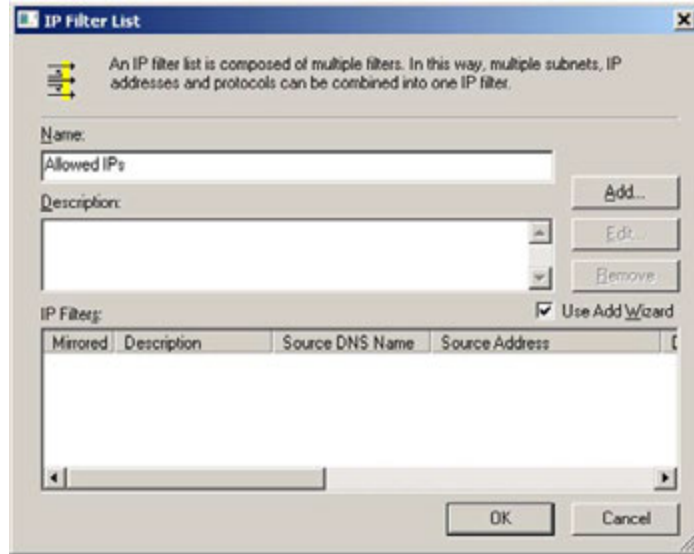 IP Filter List
An IP filter list is composed of multiple filters. In this way, multiple subnets, IP
addresses and protocols can be combined into one IP filter.
Name:
Allowed IPs
Add...
Description:
Edit...
Remove
IP Filters:
Use Add Wizard
Mirrored Description Source DNS Name Source Address
OK Cancel